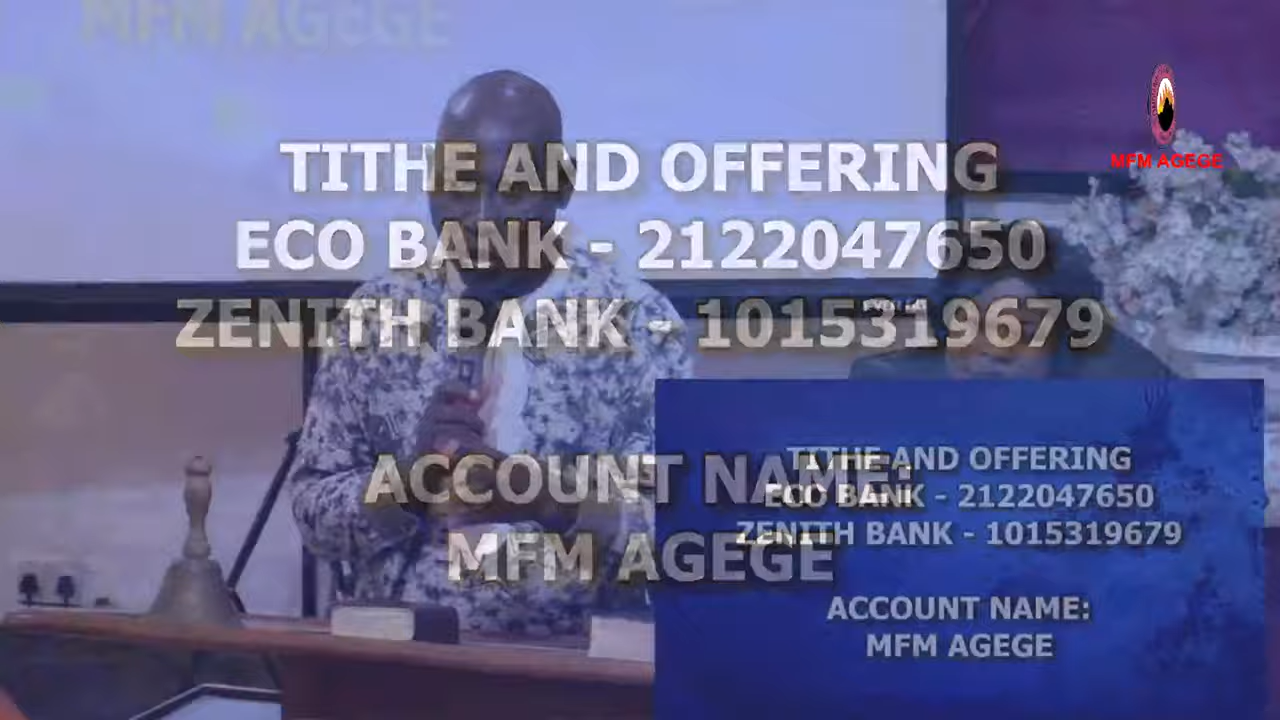 MFM AGEGE
MFM AGEGE
TITHE AND OFFERING
ECO BANK - 2122047650
ZENITH BANK - 1015319679
ACCOUNT NAME:
MFM AGEGE
TITHE AND OFFERING
ECO BANK - 2122047650
ZENITH BANK - 1015319679
ACCOUNT NAME:
MFM AGEGE